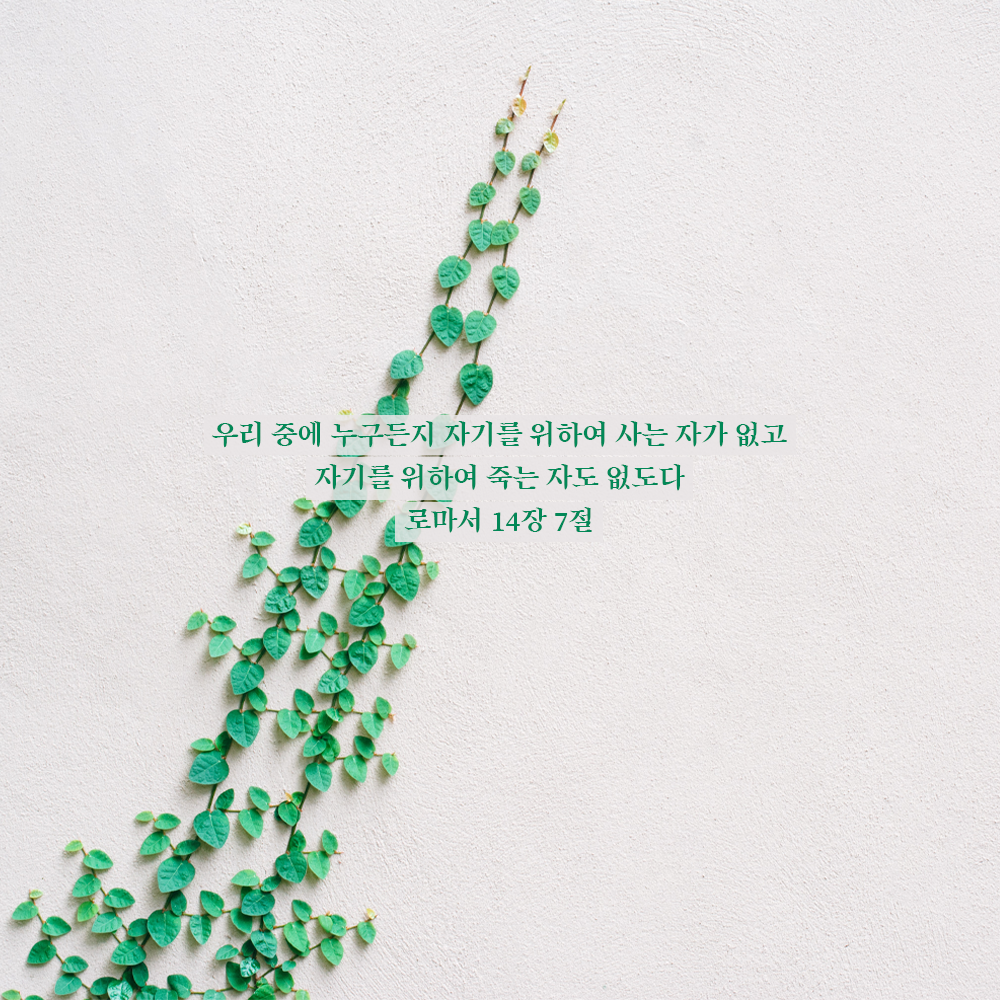 우리 중에 누구든지 자기를 위하여 사는 자가 없고
자기를 위하여 죽는 자도 없도다
로마서 14장 7절